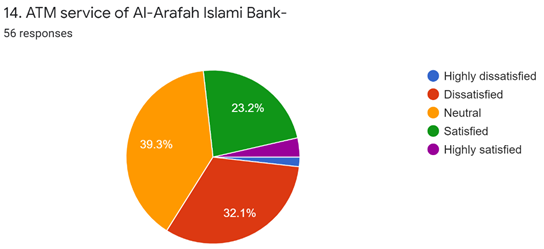 14. ATM service of Al-Arafah Islami Bank-
56 responses
23.2%
39.3%
32.1%
Highly dissatisfied
Dissatisfied
Neutral
Satisfied
Highly satisfied